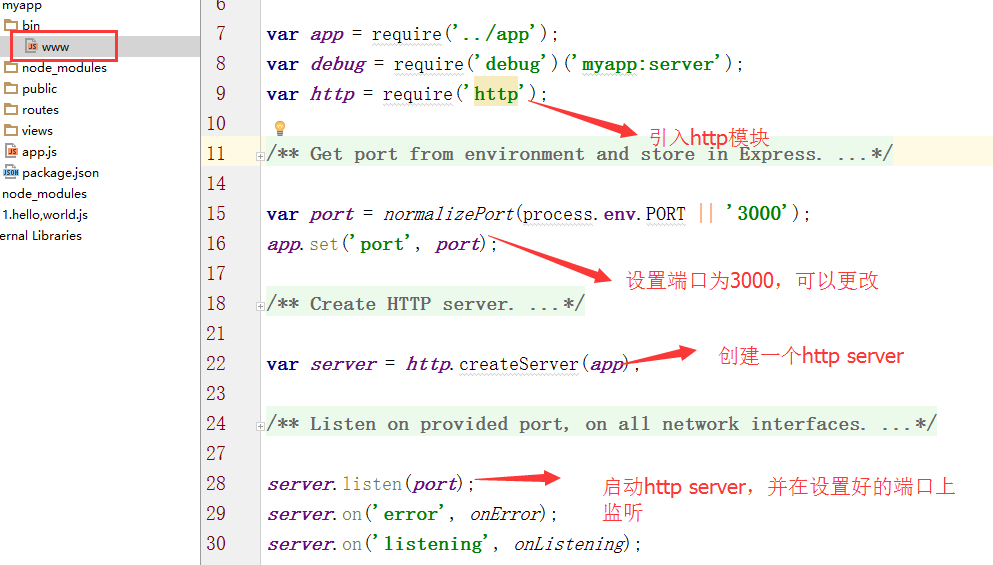 myapp
bin
www
node_modules
public
routes
views
app.js
package.json
node_modules
1.hello,world.js
ernal Libraries
6
7 var app = require('../app');
8 var debug = require('debug')('myapp:server');
9 var http = require('http');
引入http模块
10
11 /** Get port from environment and store in Express. ...*/
14
15 var port = normalizePort(process.env.PORT || '3000');
16 app.set('port', port);
设置端口为3000，可以更改
17
18 /** Create HTTP server. ...*/
21
22 var server = http.createServer(app);
创建一个http server
23
24 /** Listen on provided port, on all network interfaces. ...*/
27
28 server.listen(port);
启动http server，并在设置好的端口上
监听
29 server.on('error', onError);
30 server.on('listening', onListening);